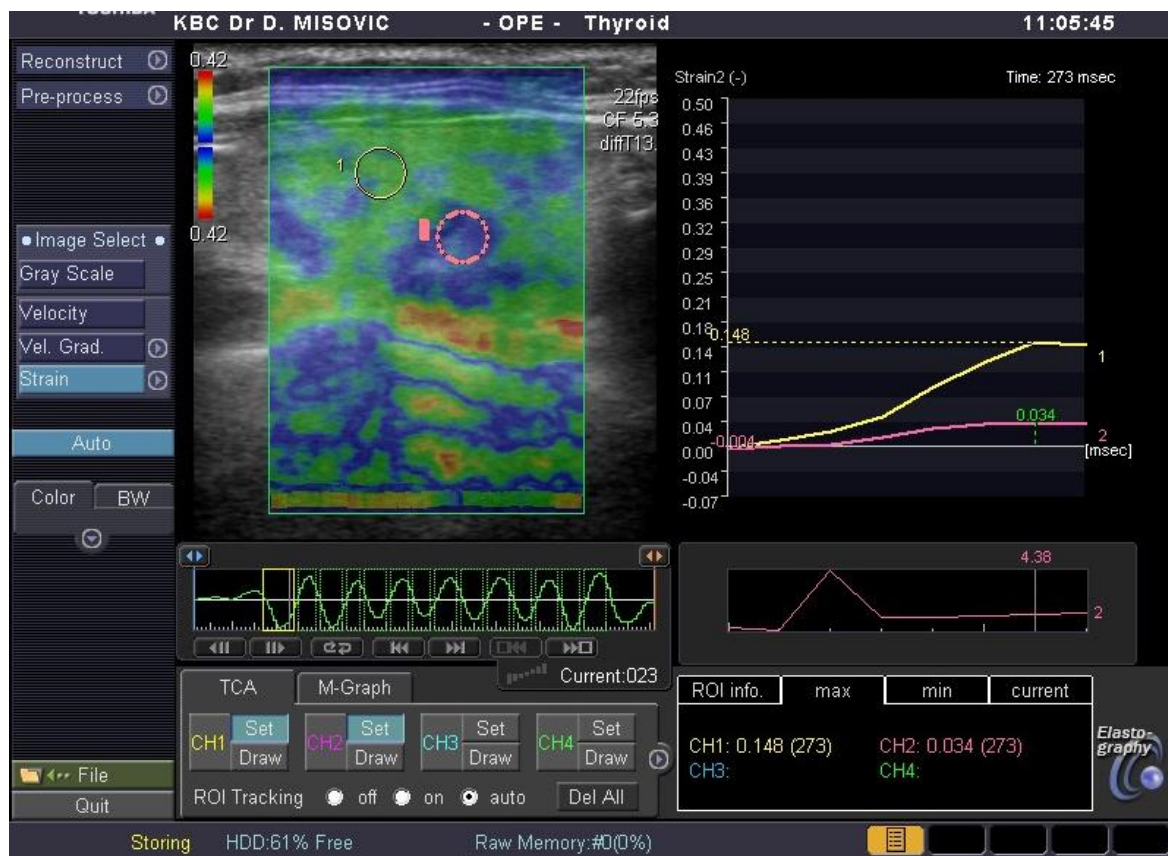 TOSHIBA
KBC Dr D. MISOVIC - OPE - Thyroid 11:05:45
Reconstruct
Pre-process
Image Select
Gray Scale
Velocity
Vel. Grad.
Strain
Auto
Color BW
File
Quit
0.42
22fps
CF 5.3
diffT13.
1
0.42
Strain2 (-) Time: 273 msec
0.50
0.46
0.43
0.39
0.36
0.32
0.29
0.25
0.21
0.18
0.148
0.14
1
0.11
0.07
0.034
0.04
-0.004
2
0.00
[msec]
-0.04
-0.07
4.38
2
Current:023
TCA M-Graph
CH1 Set Draw
CH2 Set Draw
CH3 Set Draw
CH4 Set Draw
ROI Tracking off on auto Del All
ROI info. max min current
CH1: 0.148 (273) CH2: 0.034 (273)
CH3: CH4:
Elasto-
graphy
Storing HDD:61% Free Raw Memory:#0(0%)